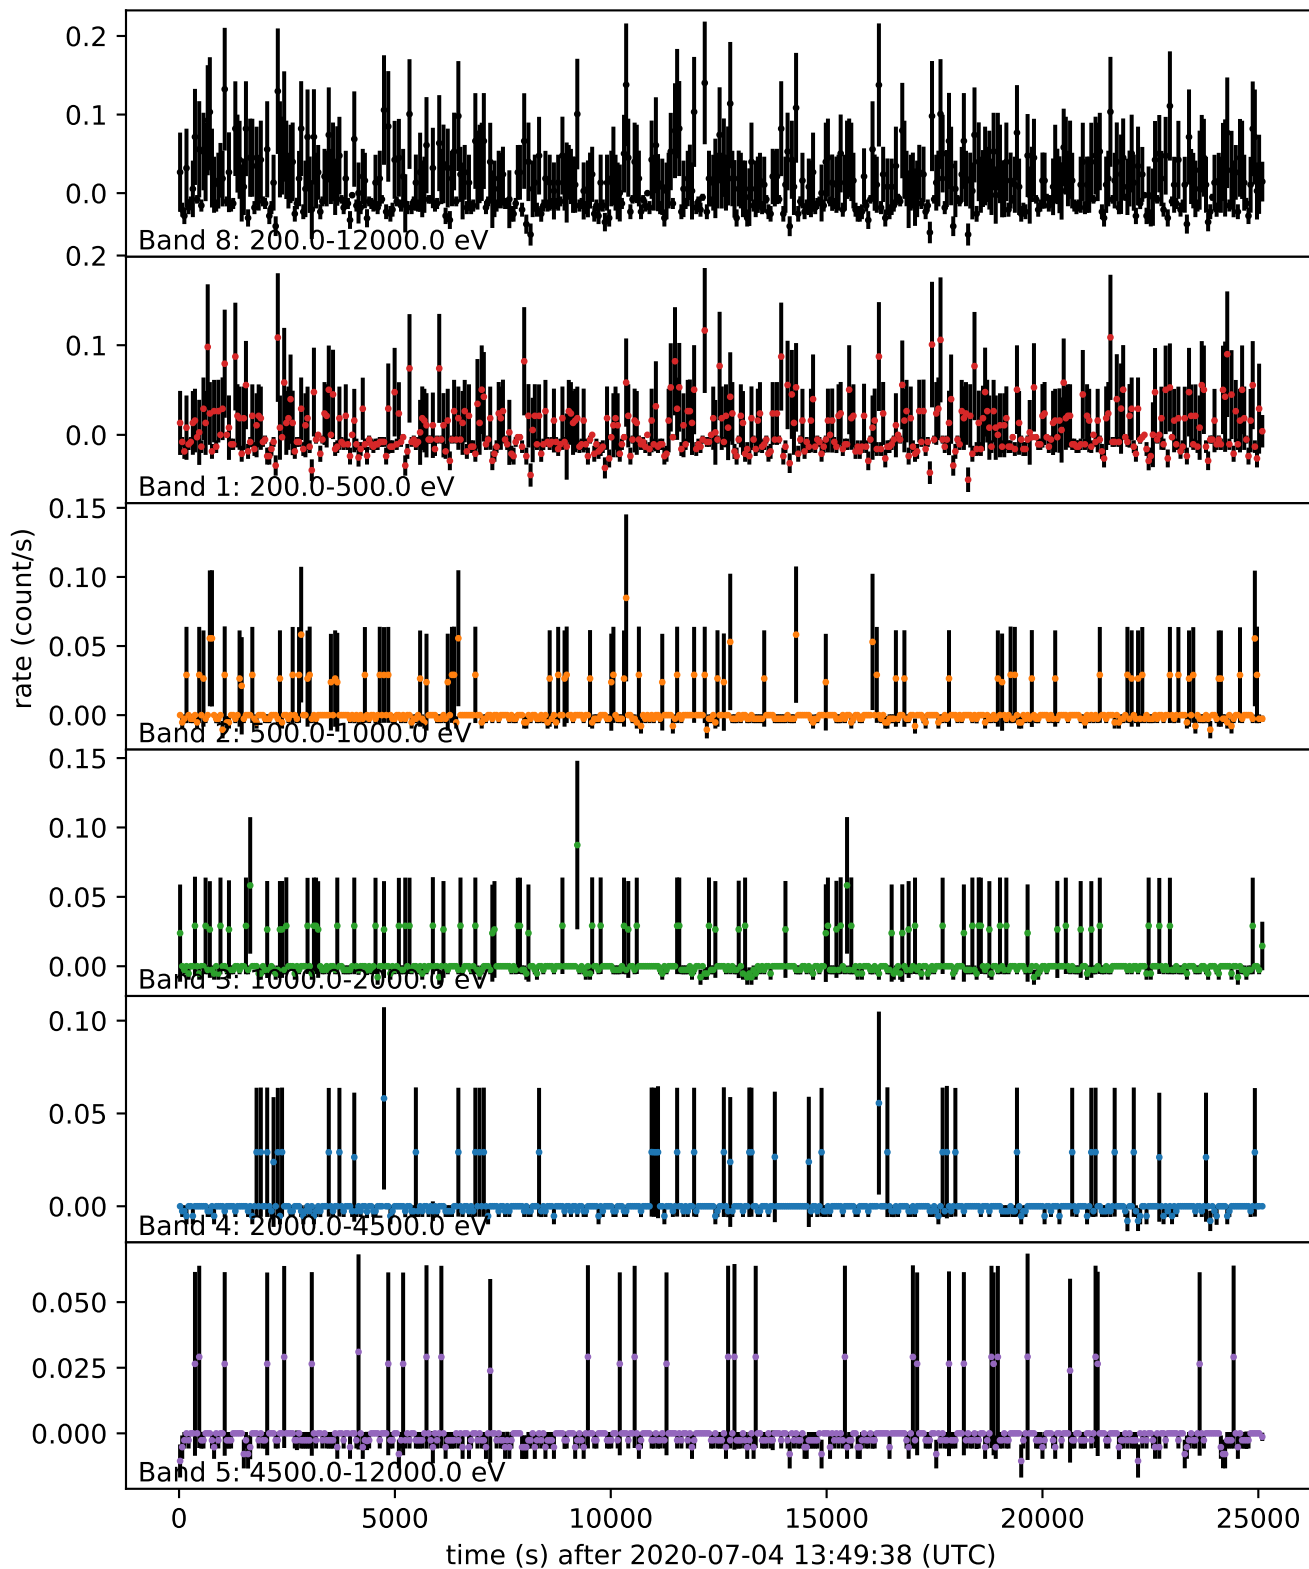 0.2
0.1
0.0
Band 8: 200.0-12000.0 eV
0.2
0.1
0.0
Band 1: 200.0-500.0 eV
0.15
0.10
0.05
0.00
Band 2: 500.0-1000.0 eV
rate (count/s)
0.15
0.10
0.05
0.00
Band 3: 1000.0-2000.0 eV
0.10
0.05
0.00
Band 4: 2000.0-4500.0 eV
0.050
0.025
0.000
Band 5: 4500.0-12000.0 eV
0 5000 10000 15000 20000 25000
time (s) after 2020-07-04 13:49:38 (UTC)